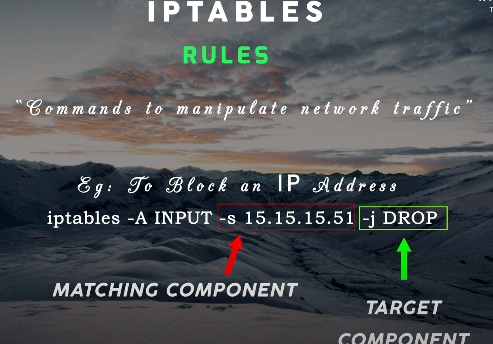 IPTABLES
RULES
“Commands to manipulate network traffic”
Eg: To Block an IP Address
iptables -A INPUT -s 15.15.15.51 -j DROP
MATCHING COMPONENT
TARGET
COMPONENT